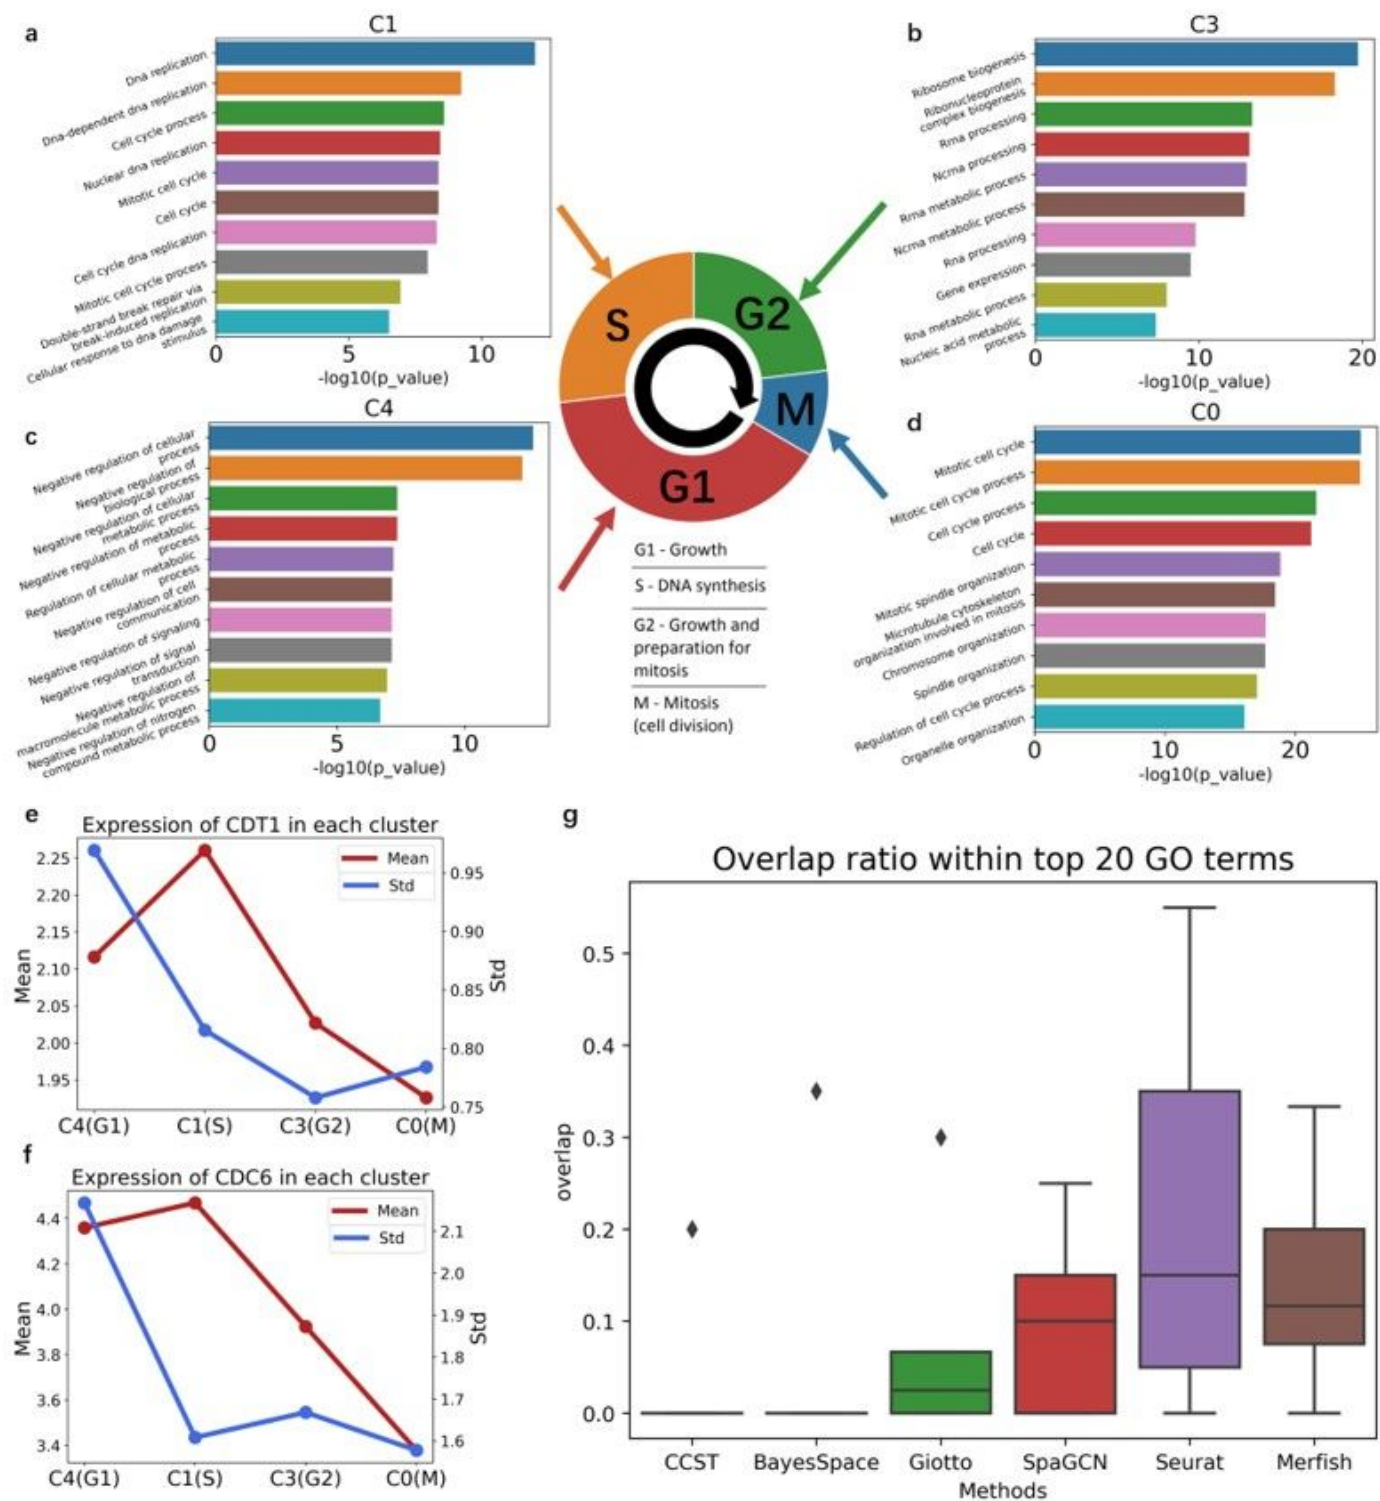 a
C1
Dna replication
Dna-dependent dna replication
Cell cycle process
Nuclear dna replication
Mitotic cell cycle
Cell cycle
Cell cycle dna replication
Mitotic cell cycle process
Double-strand break repair via
break-induced replication
Cellular response to dna damage
stimulus
0 5 10
-log10(p_value)
b
C3
Ribosome biogenesis
Ribonucleoprotein
complex biogenesis
Rrna processing
Ncrna processing
Rrna metabolic process
Ncrna metabolic process
Rna processing
Gene expression
Rna metabolic process
Nucleic acid metabolic
process
0 10 20
-log10(p_value)
S
G2
M
G1
G1 - Growth
S - DNA synthesis
G2 - Growth and
preparation for
mitosis
M - Mitosis
(cell division)
c
C4
Negative regulation of cellular
process
Negative regulation of
biological process
Negative regulation of cellular
metabolic process
Negative regulation of metabolic
process
Regulation of cellular metabolic
process
Negative regulation of cell
communication
Negative regulation of signaling
Negative regulation of signal
transduction
Negative regulation of
macromolecule metabolic process
Negative regulation of nitrogen
compound metabolic process
0 5 10
-log10(p_value)
d
C0
Mitotic cell cycle
Mitotic cell cycle process
Cell cycle process
Cell cycle
Mitotic spindle organization
Microtubule cytoskeleton
organization involved in mitosis
Chromosome organization
Spindle organization
Regulation of cell cycle process
Organelle organization
0 10 20
-log10(p_value)
e
Expression of CDT1 in each cluster
Mean
Std
2.25
2.20
2.15
2.10
2.05
2.00
1.95
Mean
0.95
0.90
0.85
0.80
0.75
Std
C4(G1) C1(S) C3(G2) C0(M)
f
Expression of CDC6 in each cluster
Mean
Std
4.4
4.2
4.0
3.8
3.6
3.4
Mean
2.1
2.0
1.9
1.8
1.7
1.6
Std
C4(G1) C1(S) C3(G2) C0(M)
g
Overlap ratio within top 20 GO terms
0.5
0.4
0.3
0.2
0.1
0.0
overlap
CCST BayesSpace Giotto SpaGCN Seurat Merfish
Methods